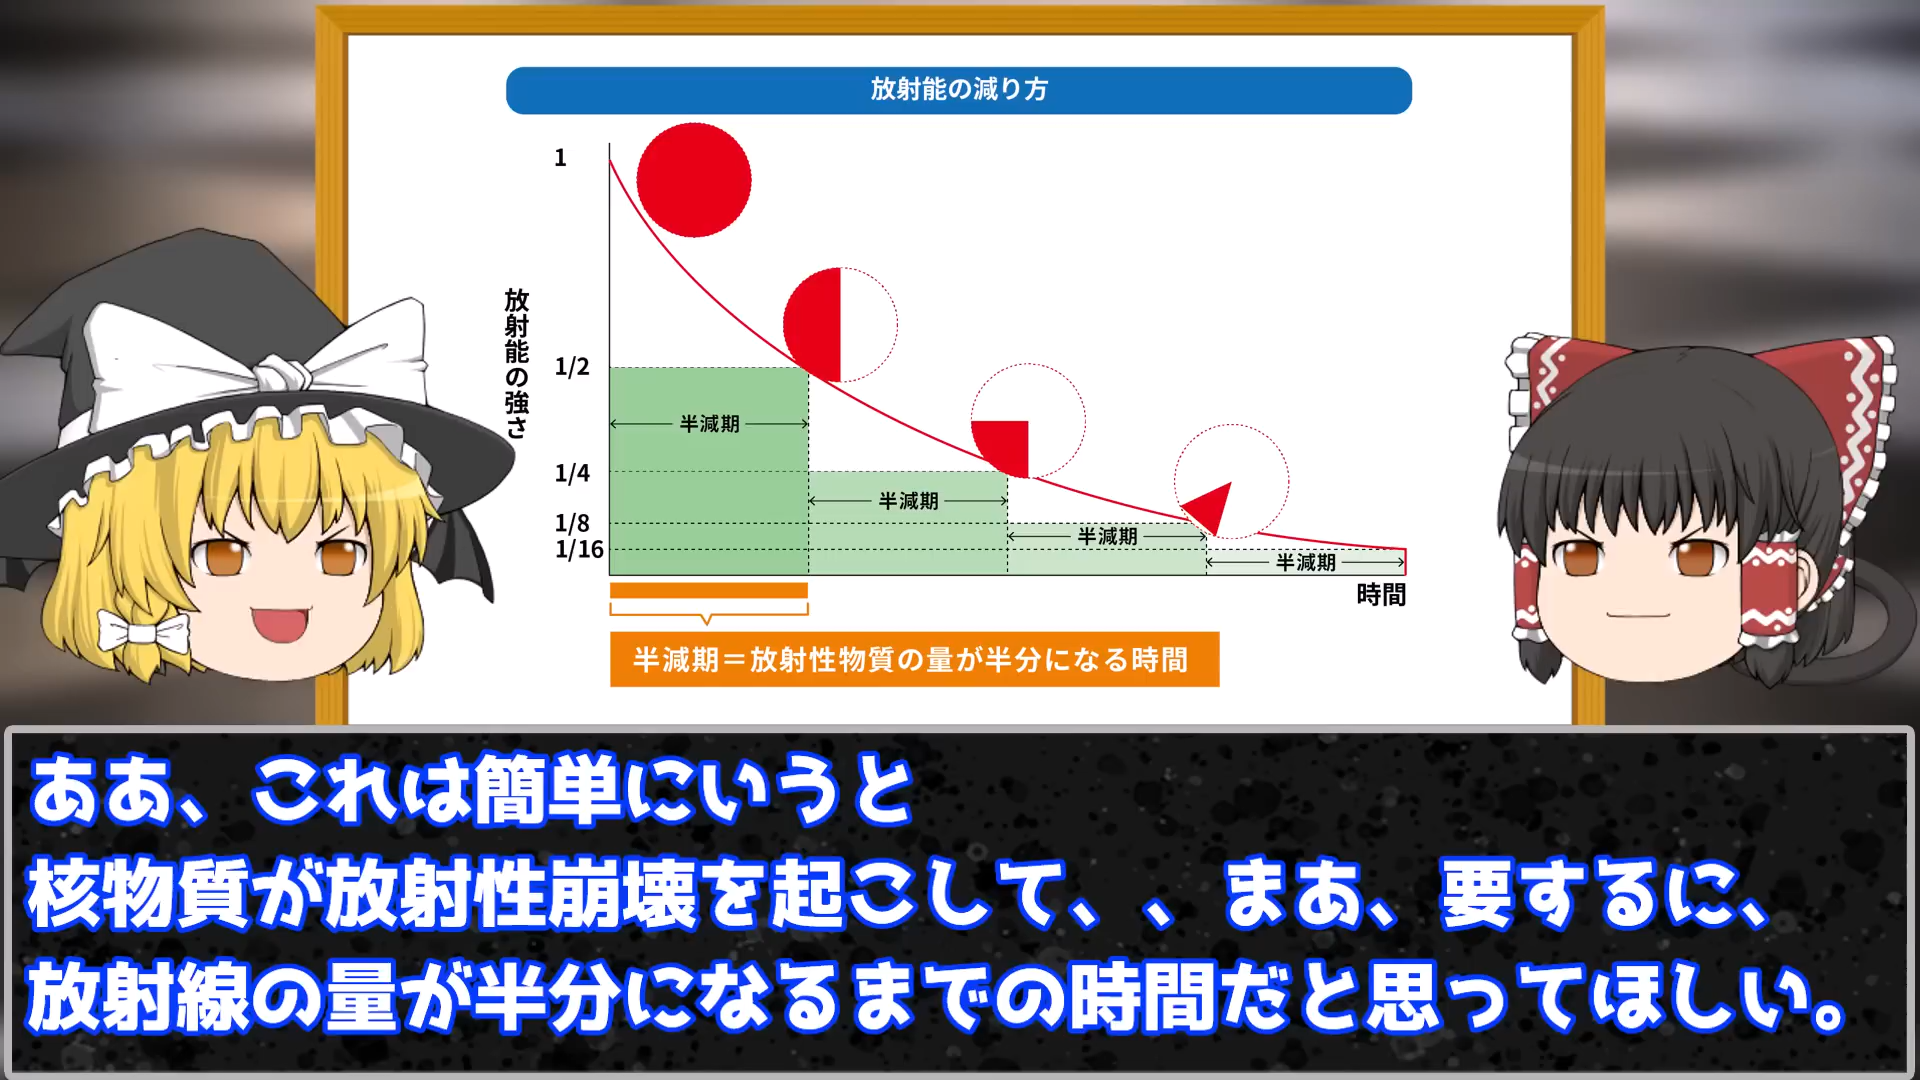 放射能の減り方
1
放射能の強さ
1/2
半減期
1/4
半減期
1/8
半減期
1/16
半減期
時間
半減期＝放射性物質の量が半分になる時間
ああ、これは簡単にいうと
核物質が放射性崩壊を起こして、、まあ、要するに、
放射線の量が半分になるまでの時間だと思ってほしい。